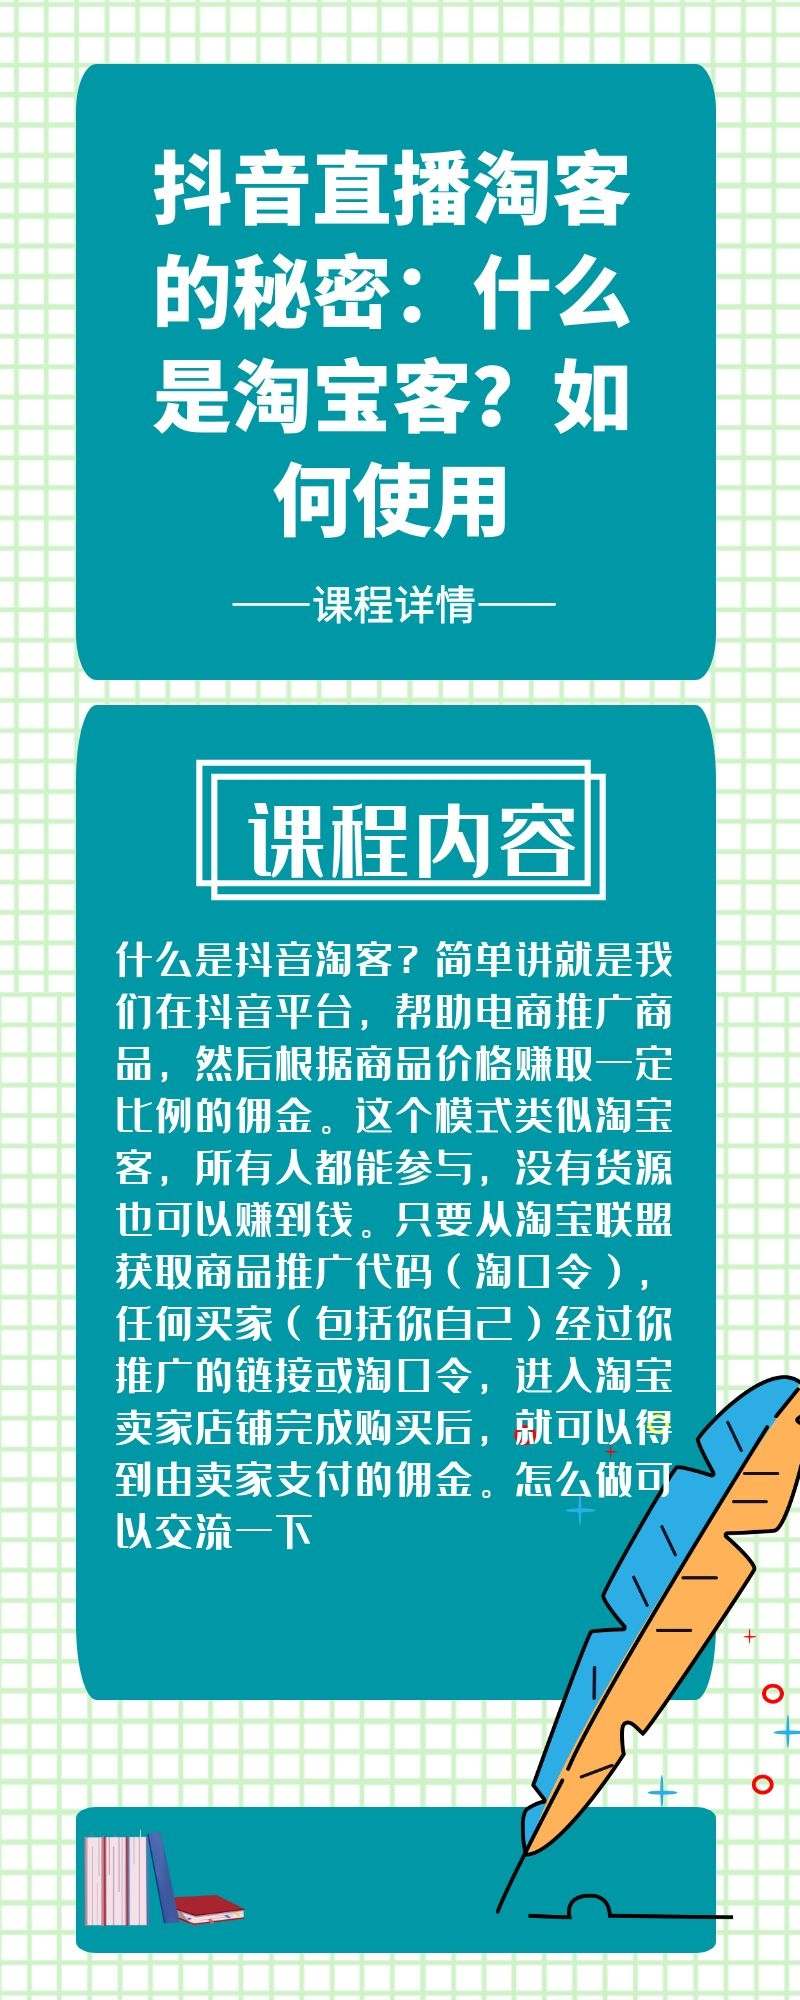 抖音直播淘客
的秘密：什么
是淘宝客？如
何使用
——课程详情——
课程内容
什么是抖音淘客？简单讲就是我
们在抖音平台，帮助电商推广商
品，然后根据商品价格赚取一定
比例的佣金。这个模式类似淘宝
客，所有人都能参与，没有货源
也可以赚到钱。只要从淘宝联盟
获取商品推广代码（淘口令），
任何买家（包括你自己）经过你
推广的链接或淘口令，进入淘宝
卖家店铺完成购买后，就可以得
到由卖家支付的佣金。怎么做可
以交流一下